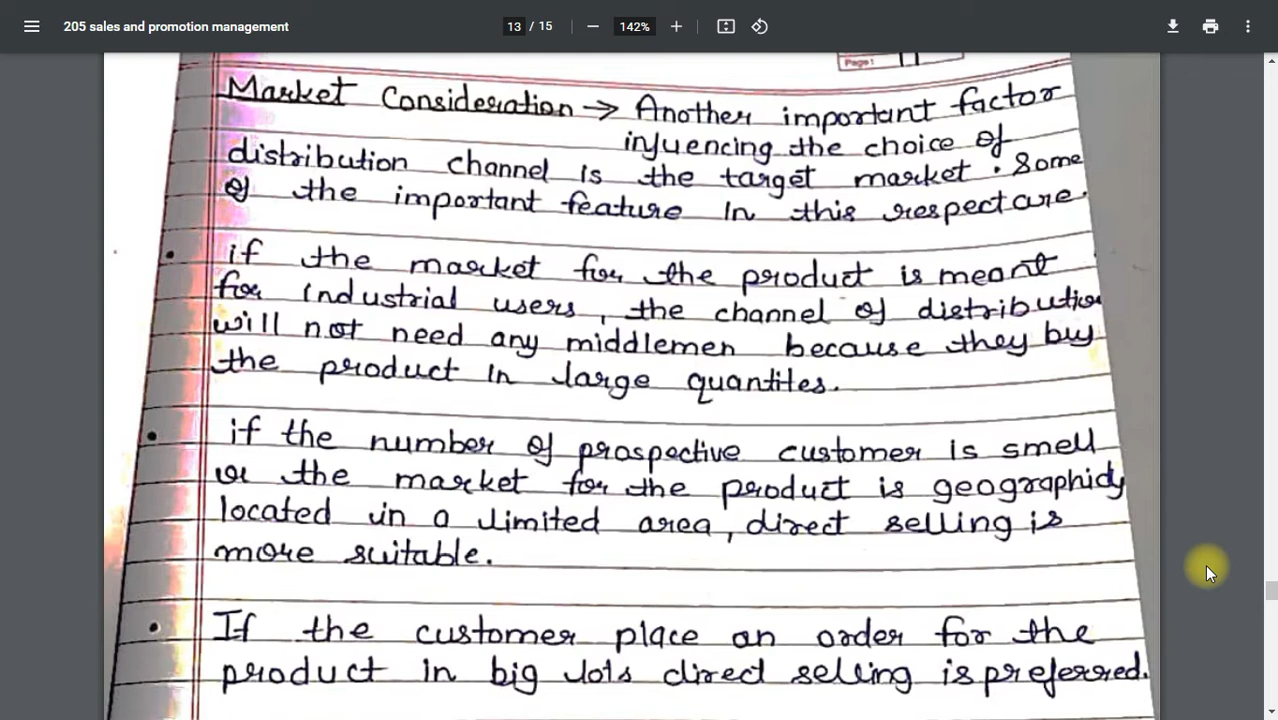 205 sales and promotion management
13 / 15
142%
Page:
Market Consideration → Another important factor
infuencing the choice of
distribution channel is the target market. Some
of the important feature in this respect are.
• if the market for the product is meant
for industrial users, the channel of distribution
will not need any middlemen because they buy
the product in large quantites.
• if the number of prospective customer is smell
or the market for the product is geographidy
located in a limited area, direct selling is
more suitable.
• If the customer place an order for the
product in big lots direct selling is preferred.